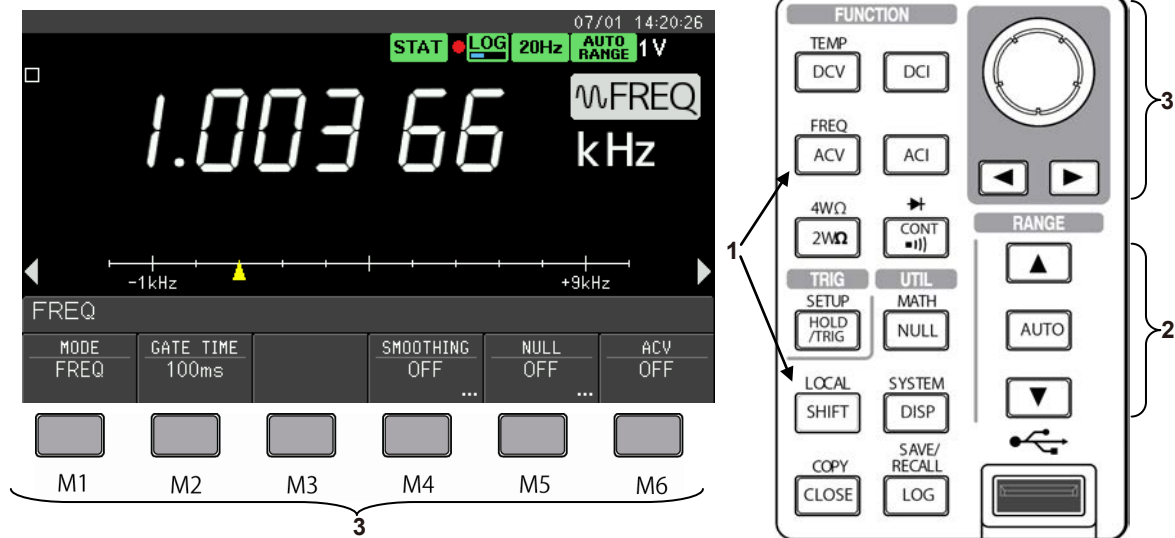 07/01 14:20:26
STAT LOG 20Hz AUTO RANGE 1V
1.003 66
FREQ
kHz
-1kHz +9kHz
FREQ
MODE GATE TIME SMOOTHING NULL ACV
FREQ 100ms OFF OFF OFF
... ...
M1 M2 M3 M4 M5 M6
3
FUNCTION
TEMP
DCV DCI
FREQ
ACV ACI
4WΩ
2WΩ CONT
1
TRIG UTIL
SETUP MATH
HOLD /TRIG NULL
LOCAL SYSTEM
SHIFT DISP
COPY SAVE/ RECALL
CLOSE LOG
3
RANGE
AUTO
2